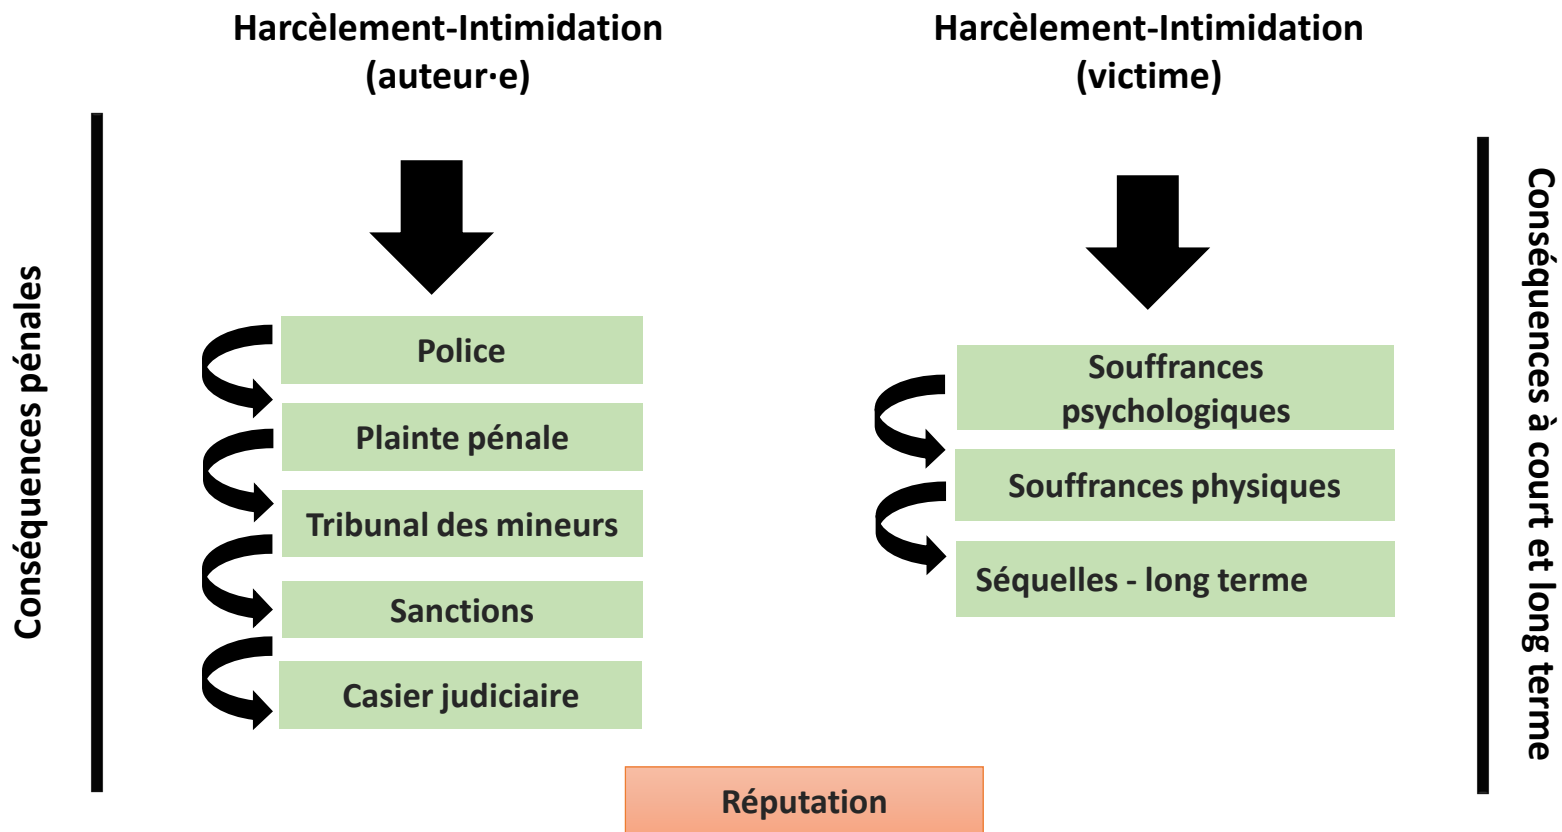 Harcèlement-Intimidation
(auteur·e)
Conséquences pénales
Police
Plainte pénale
Tribunal des mineurs
Sanctions
Casier judiciaire
Harcèlement-Intimidation
(victime)
Souffrances
psychologiques
Souffrances physiques
Séquelles - long terme
Conséquences à court et long terme
Réputation